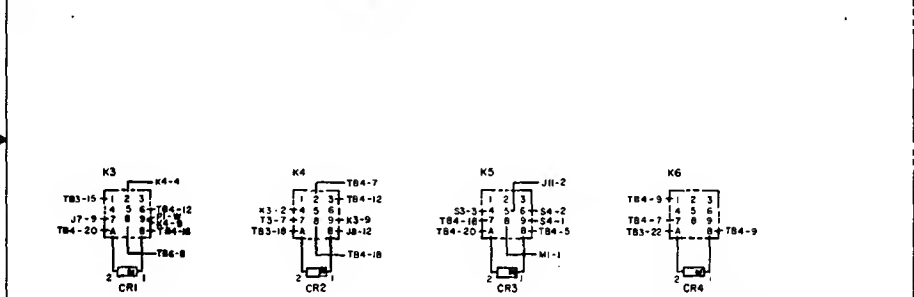 K3 K4 K5 K6
K4-4 TB4-7 J11-2
TB3-15 1 2 3 1 2 3 TB4-12 1 2 3 TB4-9 1 2 3
4 5 6 TB4-12 K3-2 4 5 6 S3-3 4 5 6 S4-2 4 5 6
J7-9 7 8 9 T3-7 7 8 9 K3-9 TB4-18 7 8 9 S4-1 TB4-7 7 8 9
TB4-20 A B TB3-18 A B J8-12 TB4-20 A B TB4-5 TB3-22 A B TB4-9
TB6-8 TB4-18 M1-1
2 1 2 1 2 1 2 1
CR1 CR2 CR3 CR4